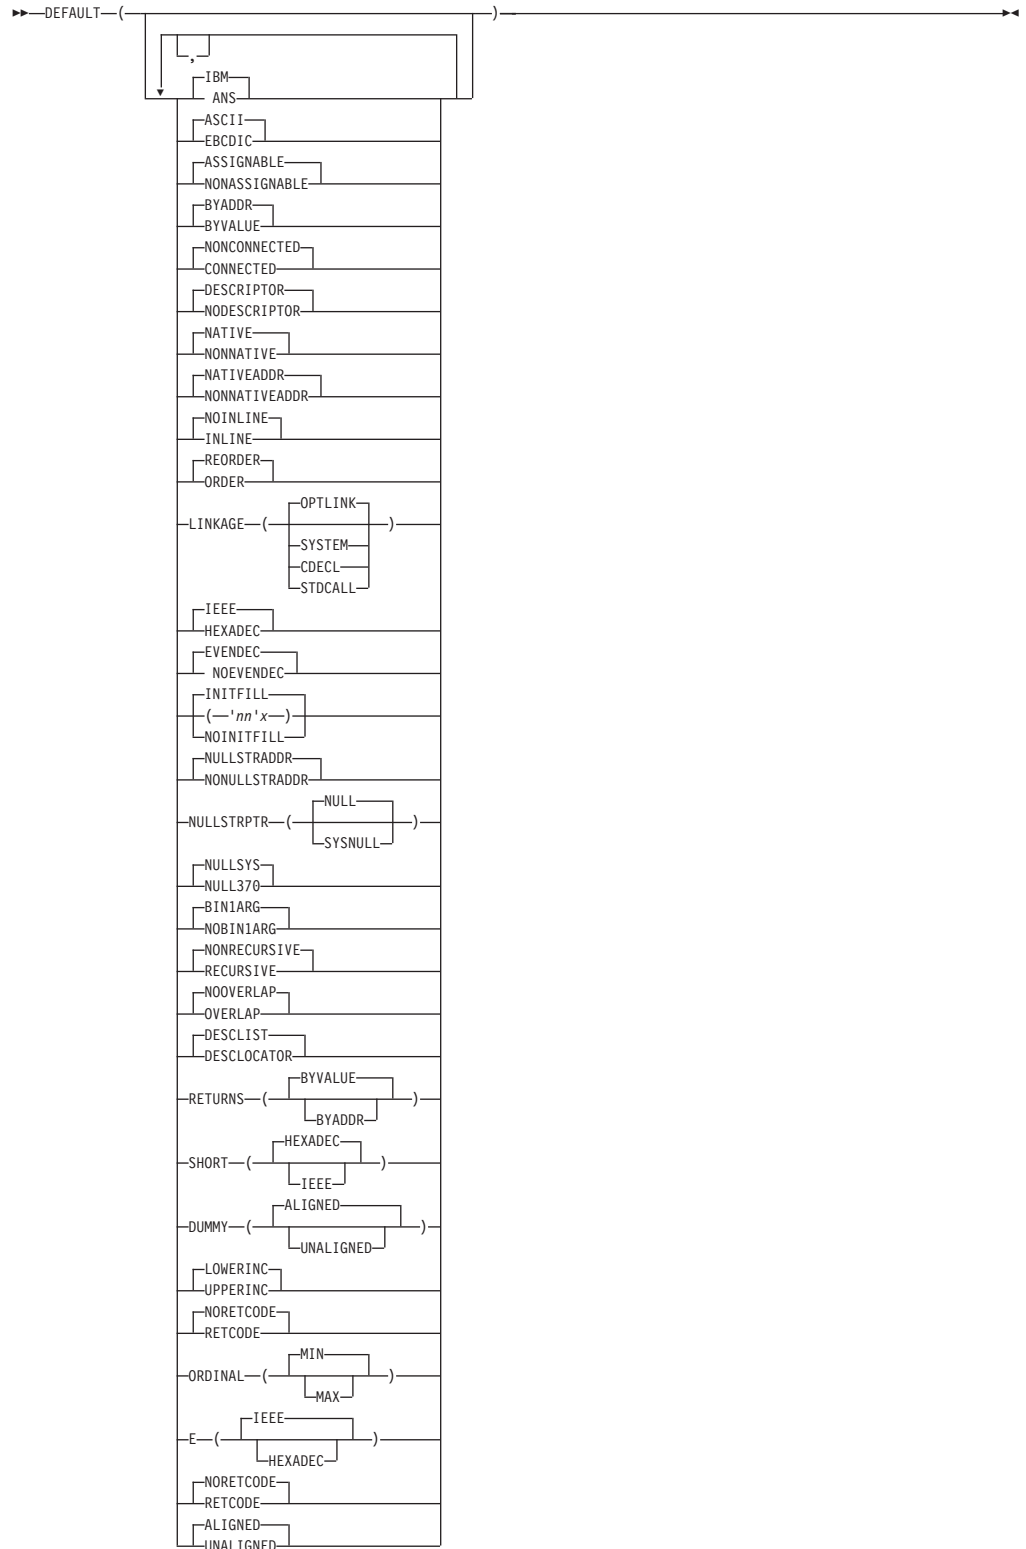 DEFAULT ( )
,
IBM
ANS
ASCII
EBCDIC
ASSIGNABLE
NONASSIGNABLE
BYADDR
BYVALUE
NONCONNECTED
CONNECTED
DESCRIPTOR
NODESCRIPTOR
NATIVE
NONNATIVE
NATIVEADDR
NONNATIVEADDR
NOINLINE
INLINE
REORDER
ORDER
OPTLINK
LINKAGE ( )
SYSTEM
CDECL
STDCALL
IEEE
HEXADEC
EVENDEC
NOEVENDEC
INITFILL
( 'nn'x )
NOINITFILL
NULLSTRADDR
NONULLSTRADDR
NULL
NULLSTRPTR ( )
SYSNULL
NULLSYS
NULL370
BIN1ARG
NOBIN1ARG
NONRECURSIVE
RECURSIVE
NOOVERLAP
OVERLAP
DESCLIST
DESCLOCATOR
BYVALUE
RETURNS ( )
BYADDR
HEXADEC
SHORT ( )
IEEE
ALIGNED
DUMMY ( )
UNALIGNED
LOWERINC
UPPERINC
NORETCODE
RETCODE
MIN
ORDINAL ( )
MAX
IEEE
E ( )
HEXADEC
NORETCODE
RETCODE
ALIGNED
UNALIGNED